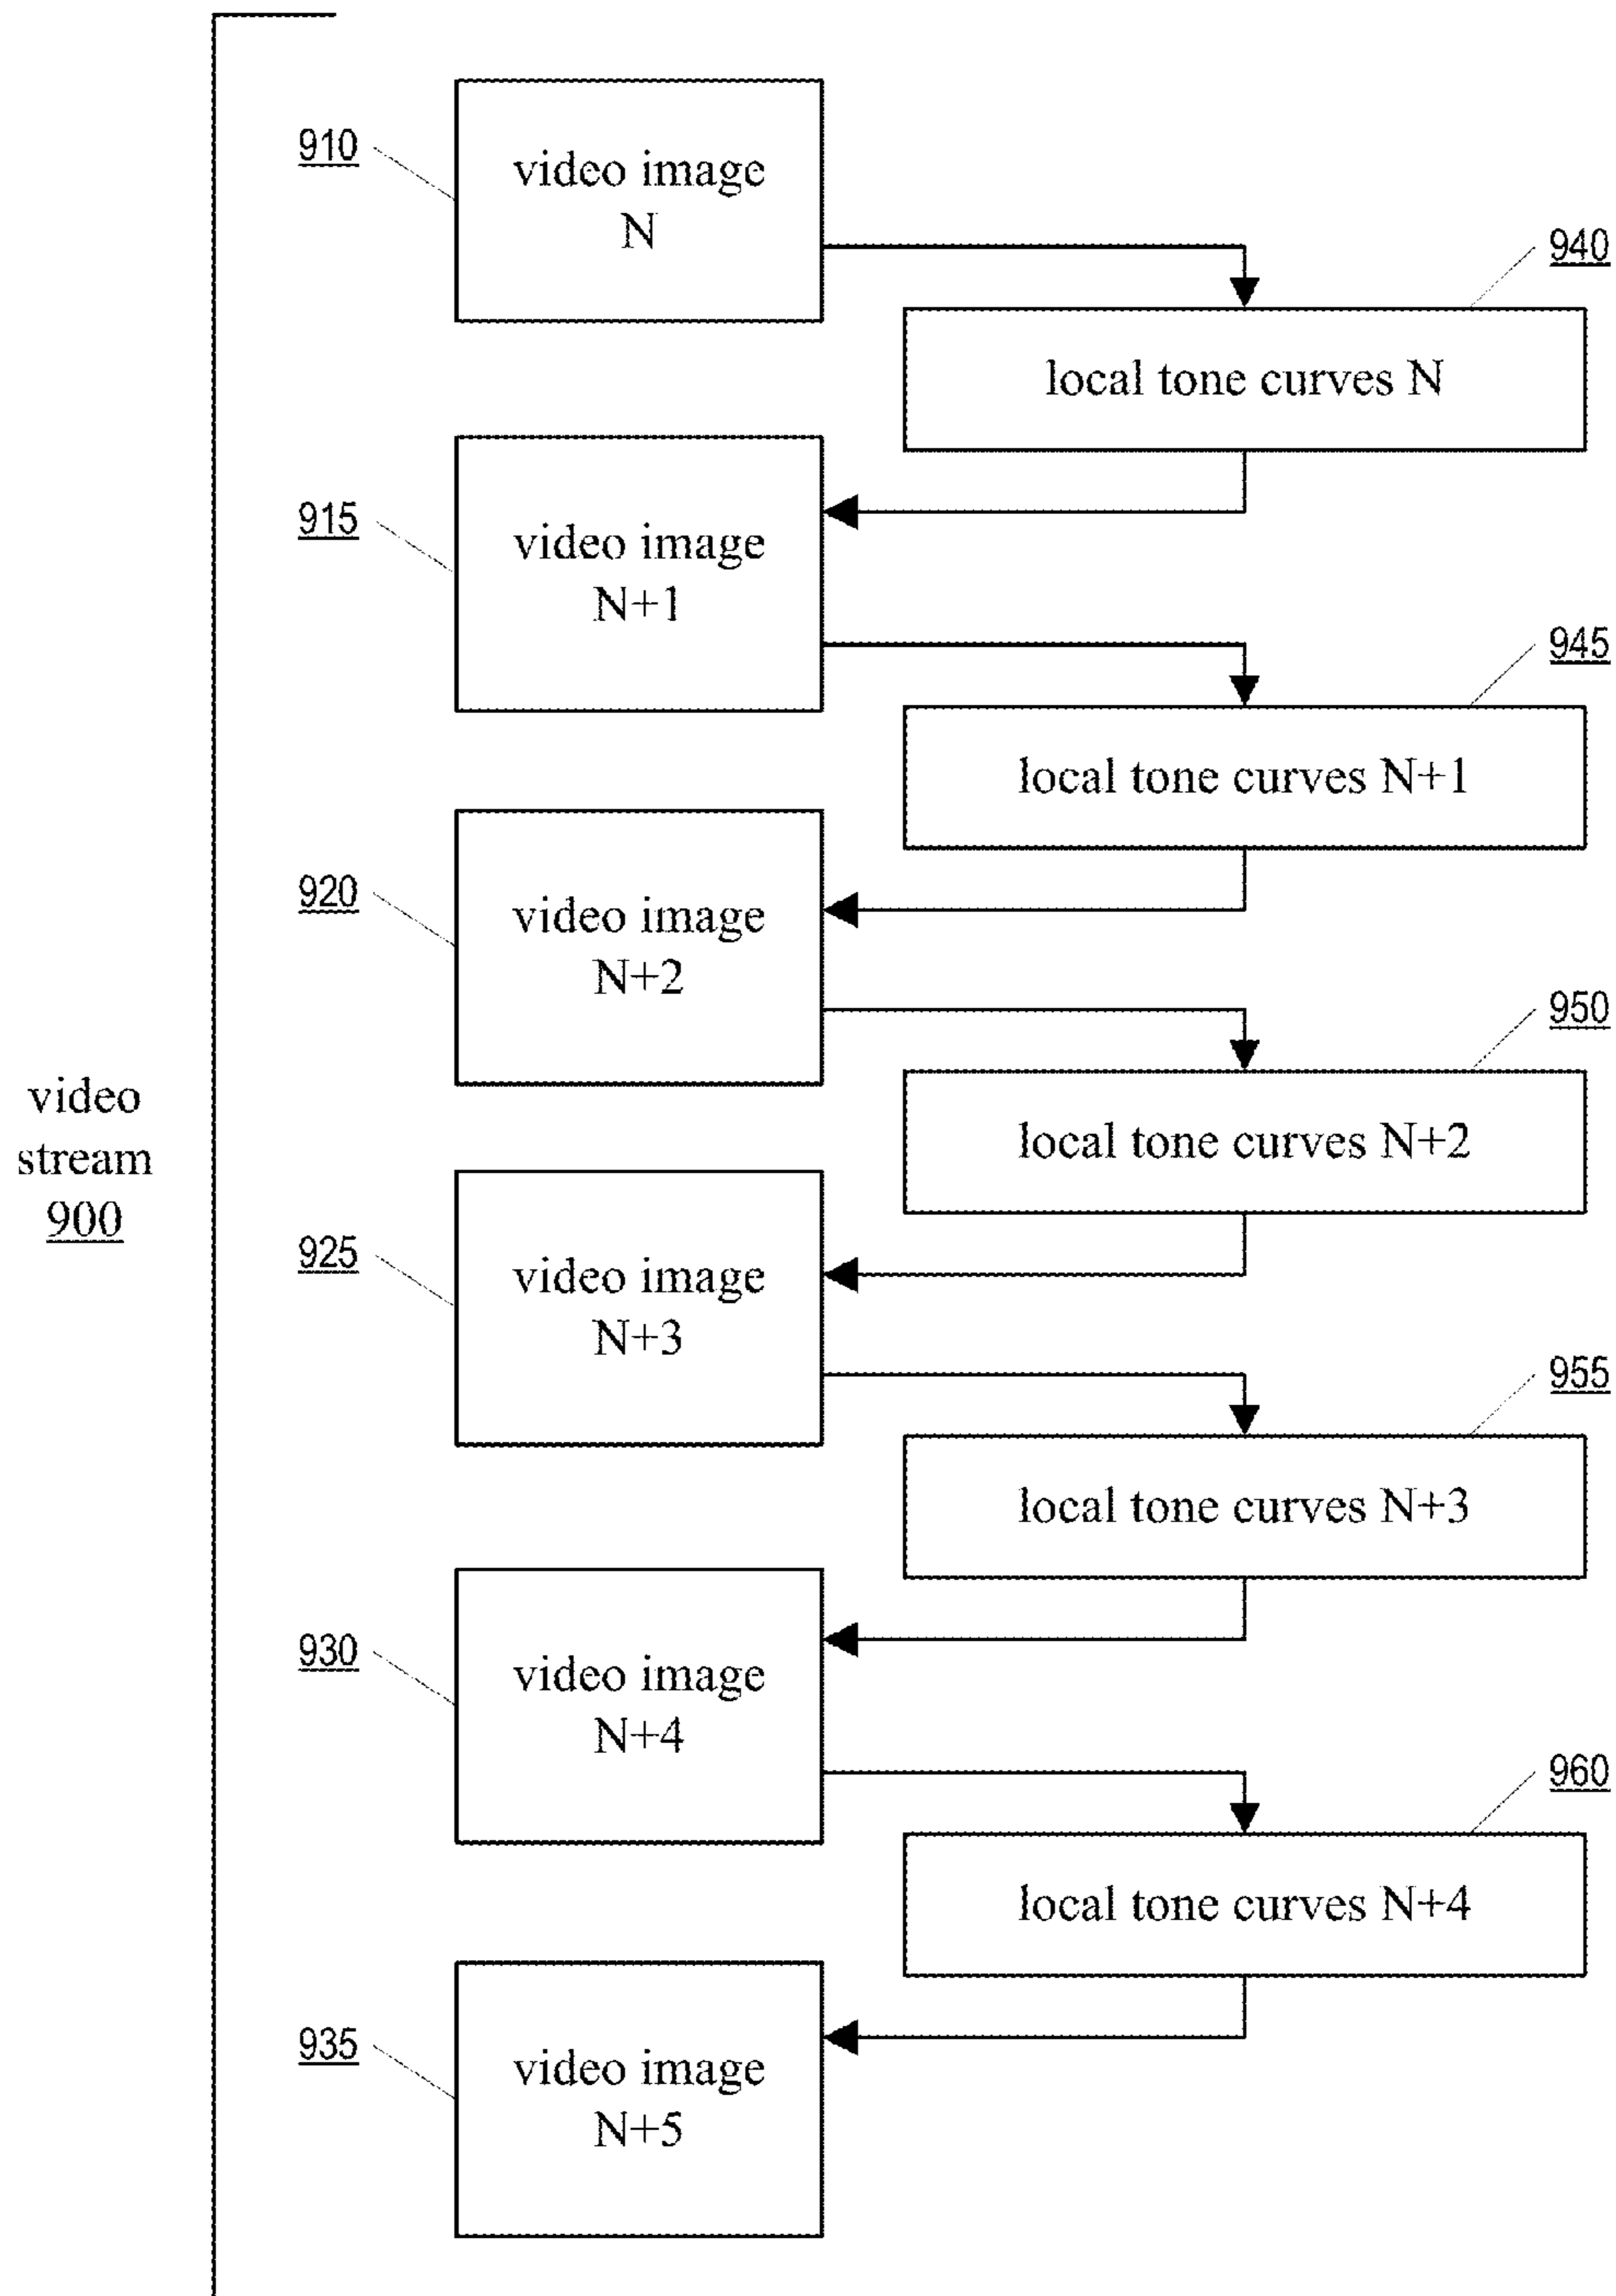 910
video image
N
940
local tone curves N
915
video image
N+1
945
local tone curves N+1
920
video image
N+2
950
local tone curves N+2
video
stream
900
925
video image
N+3
955
local tone curves N+3
930
video image
N+4
960
local tone curves N+4
935
video image
N+5